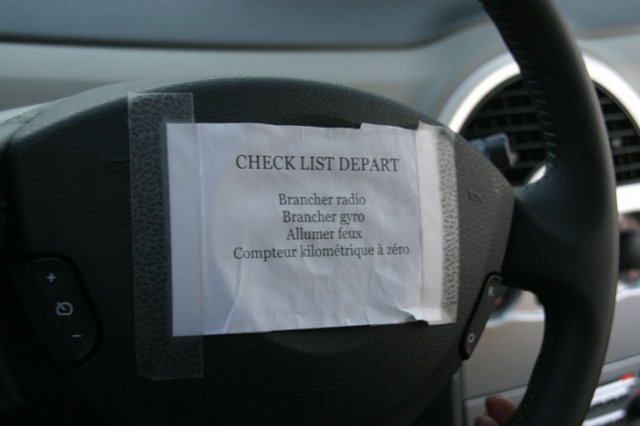 CHECK LIST DEPART
Brancher radio
Brancher gyro
Allumer feux
Compteur kilométrique à zéro
+
-
R
O